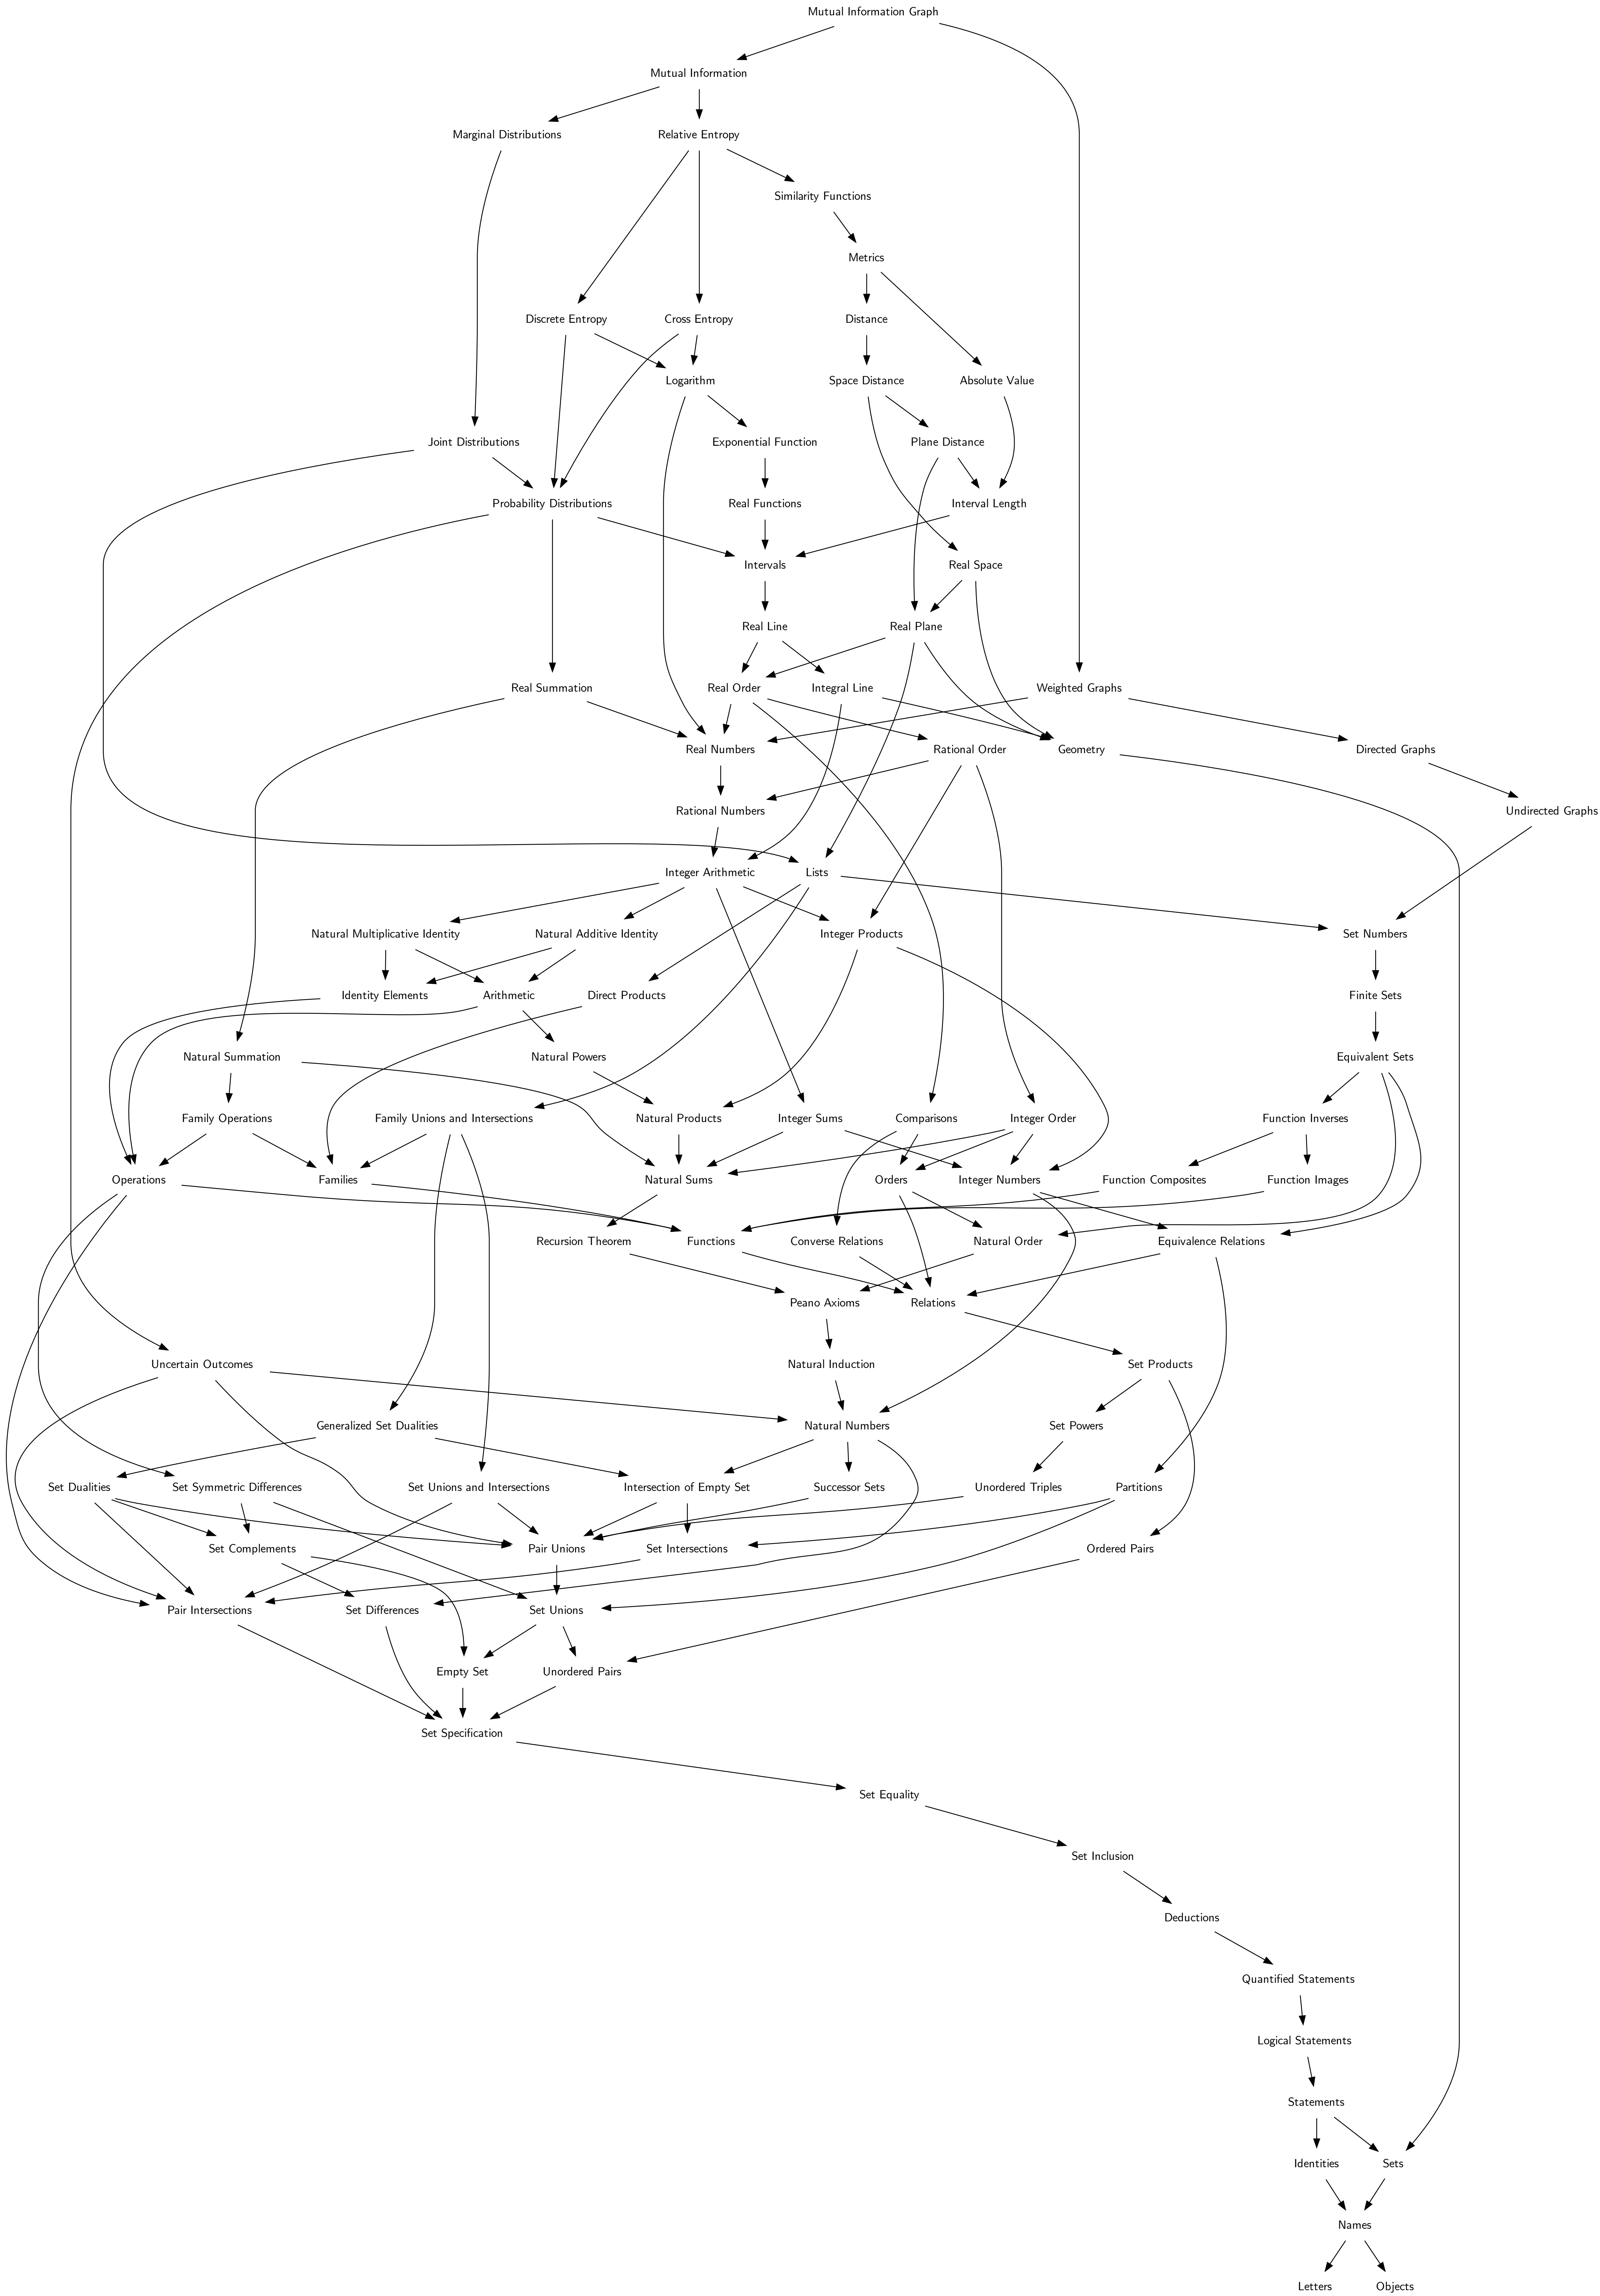 Mutual Information Graph
Mutual Information
Marginal Distributions
Relative Entropy
Similarity Functions
Metrics
Discrete Entropy
Cross Entropy
Distance
Logarithm
Space Distance
Absolute Value
Joint Distributions
Exponential Function
Plane Distance
Probability Distributions
Real Functions
Interval Length
Intervals
Real Space
Real Line
Real Plane
Real Summation
Real Order
Integral Line
Weighted Graphs
Real Numbers
Rational Order
Geometry
Directed Graphs
Rational Numbers
Undirected Graphs
Integer Arithmetic
Lists
Natural Multiplicative Identity
Natural Additive Identity
Integer Products
Set Numbers
Identity Elements
Arithmetic
Direct Products
Finite Sets
Natural Summation
Natural Powers
Equivalent Sets
Family Operations
Family Unions and Intersections
Natural Products
Integer Sums
Comparisons
Integer Order
Function Inverses
Operations
Families
Natural Sums
Orders
Integer Numbers
Function Composites
Function Images
Recursion Theorem
Functions
Converse Relations
Natural Order
Equivalence Relations
Peano Axioms
Relations
Uncertain Outcomes
Natural Induction
Set Products
Generalized Set Dualities
Natural Numbers
Set Powers
Set Dualities
Set Symmetric Differences
Set Unions and Intersections
Intersection of Empty Set
Successor Sets
Unordered Triples
Partitions
Set Complements
Pair Unions
Set Intersections
Ordered Pairs
Pair Intersections
Set Differences
Set Unions
Empty Set
Unordered Pairs
Set Specification
Set Equality
Set Inclusion
Deductions
Quantified Statements
Logical Statements
Statements
Identities
Sets
Names
Letters
Objects